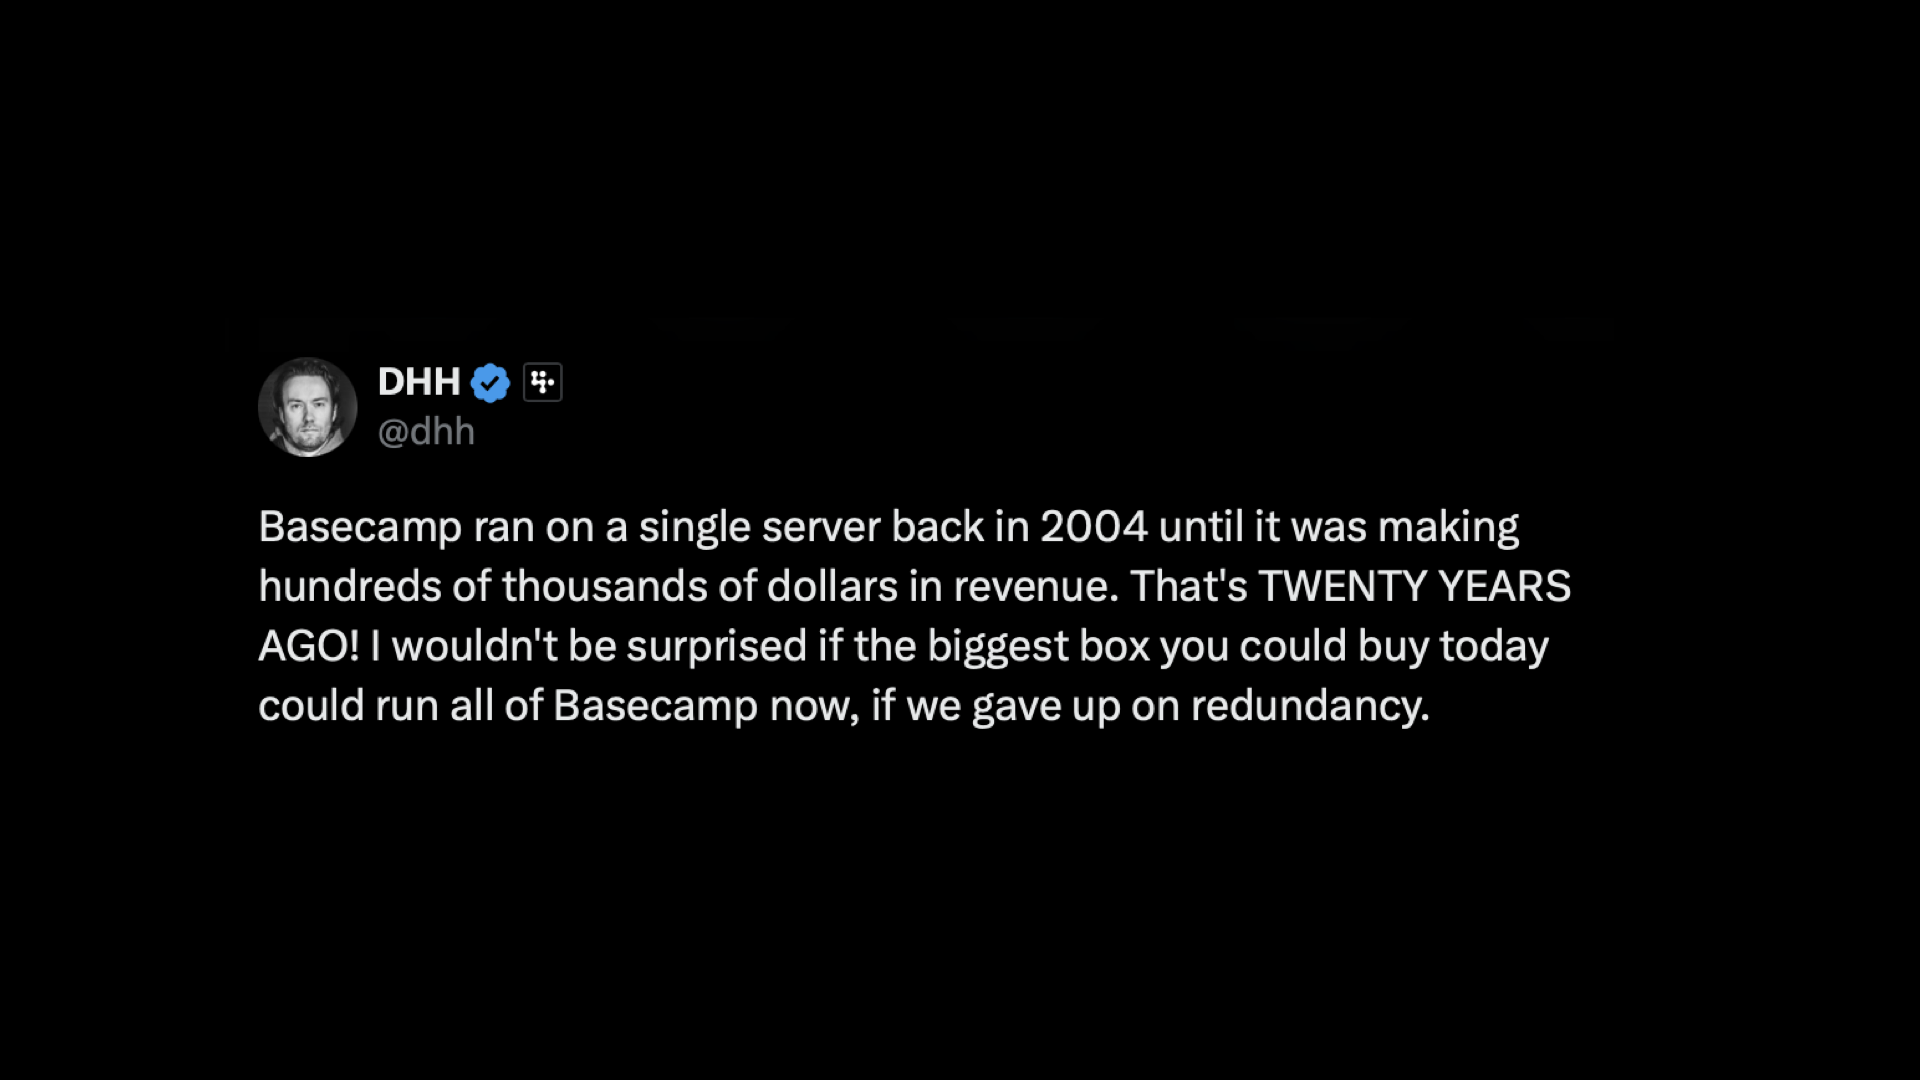 DHH
@dhh
Basecamp ran on a single server back in 2004 until it was making
hundreds of thousands of dollars in revenue. That's TWENTY YEARS
AGO! I wouldn't be surprised if the biggest box you could buy today
could run all of Basecamp now, if we gave up on redundancy.